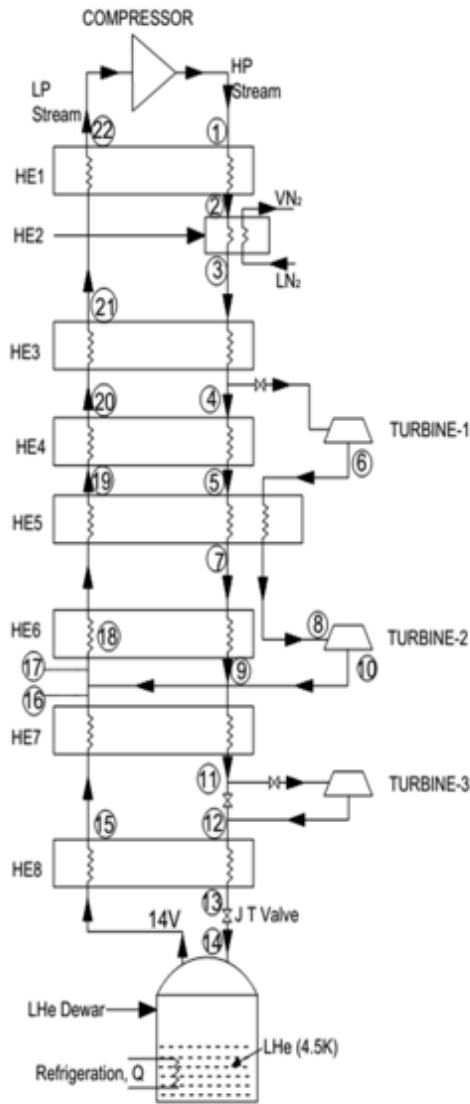 COMPRESSOR
LP
Stream
HP
Stream
22
1
HE1
2
VN₂
HE2
3
LN₂
21
HE3
20
4
TURBINE-1
HE4
6
19
5
HE5
7
HE6
18
8
TURBINE-2
17
9
10
16
HE7
11
TURBINE-3
15
12
HE8
13
J T Valve
14V
14
LHe Dewar
LHe (4.5K)
Refrigeration, Q